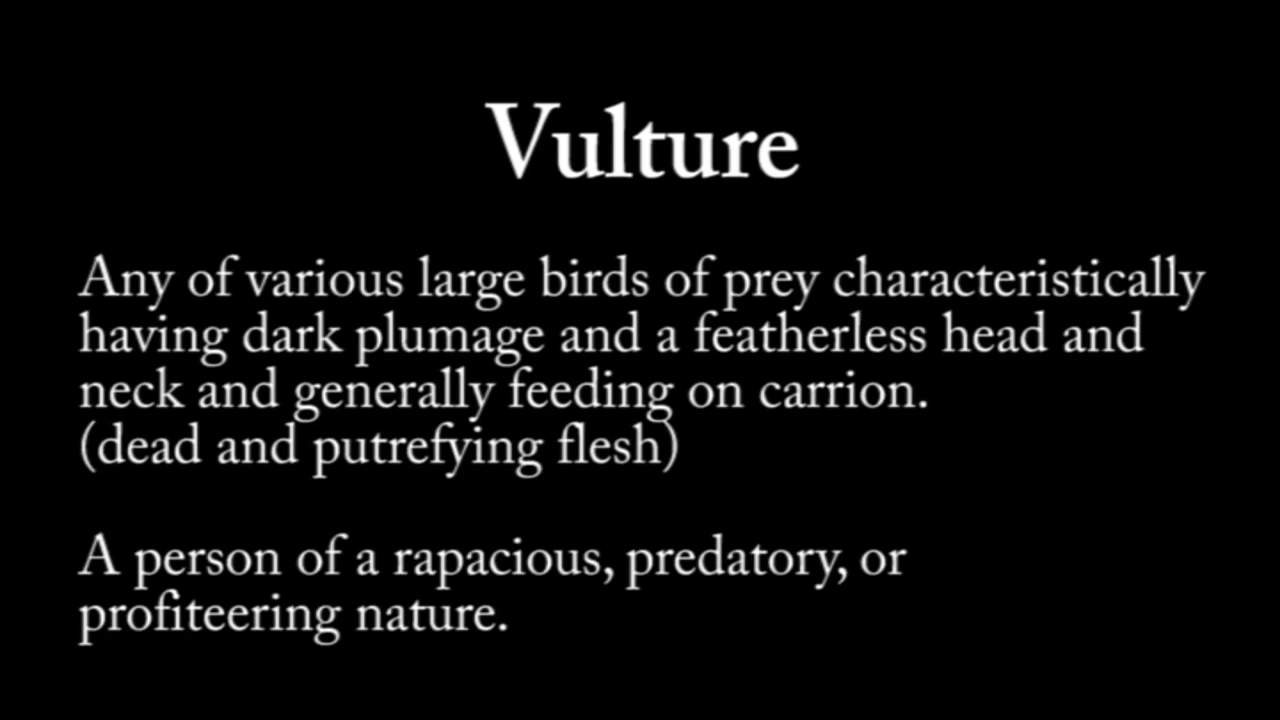 Vulture
Any of various large birds of prey characteristically
having dark plumage and a featherless head and
neck and generally feeding on carrion.
(dead and putrefying flesh)
A person of a rapacious, predatory, or
profiteering nature.